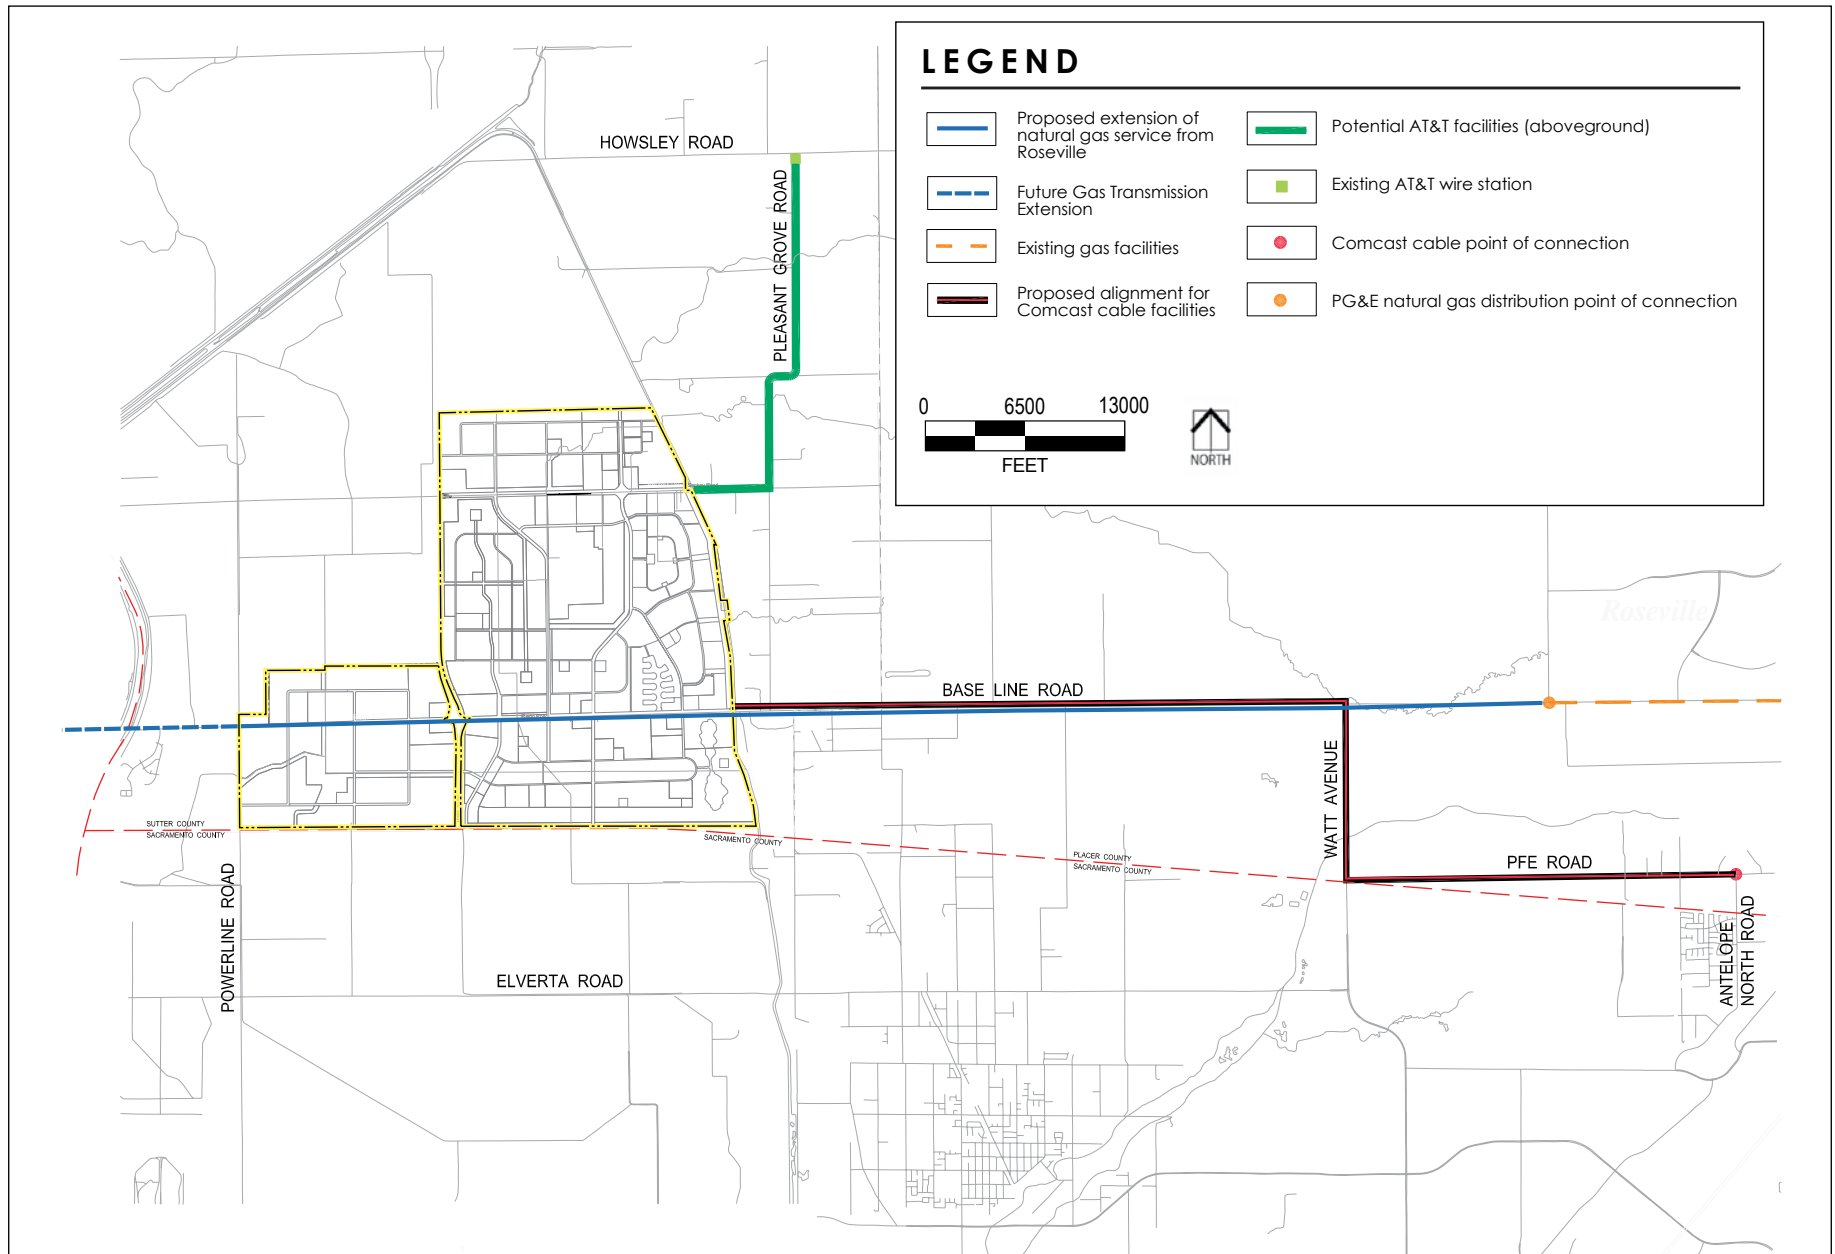 LEGEND
Proposed extension of
natural gas service from
Roseville
Future Gas Transmission
Extension
Existing gas facilities
Proposed alignment for
Comcast cable facilities
Potential AT&T facilities (aboveground)
Existing AT&T wire station
Comcast cable point of connection
PG&E natural gas distribution point of connection
0 6500 13000
FEET
NORTH
HOWSLEY ROAD
PLEASANT GROVE ROAD
Roseville
BASE LINE ROAD
WATT AVENUE
SUTTER COUNTY
SACRAMENTO COUNTY
SACRAMENTO COUNTY
PLACER COUNTY
SACRAMENTO COUNTY
PFE ROAD
POWERLINE ROAD
ELVERTA ROAD
ANTELOPE
NORTH ROAD